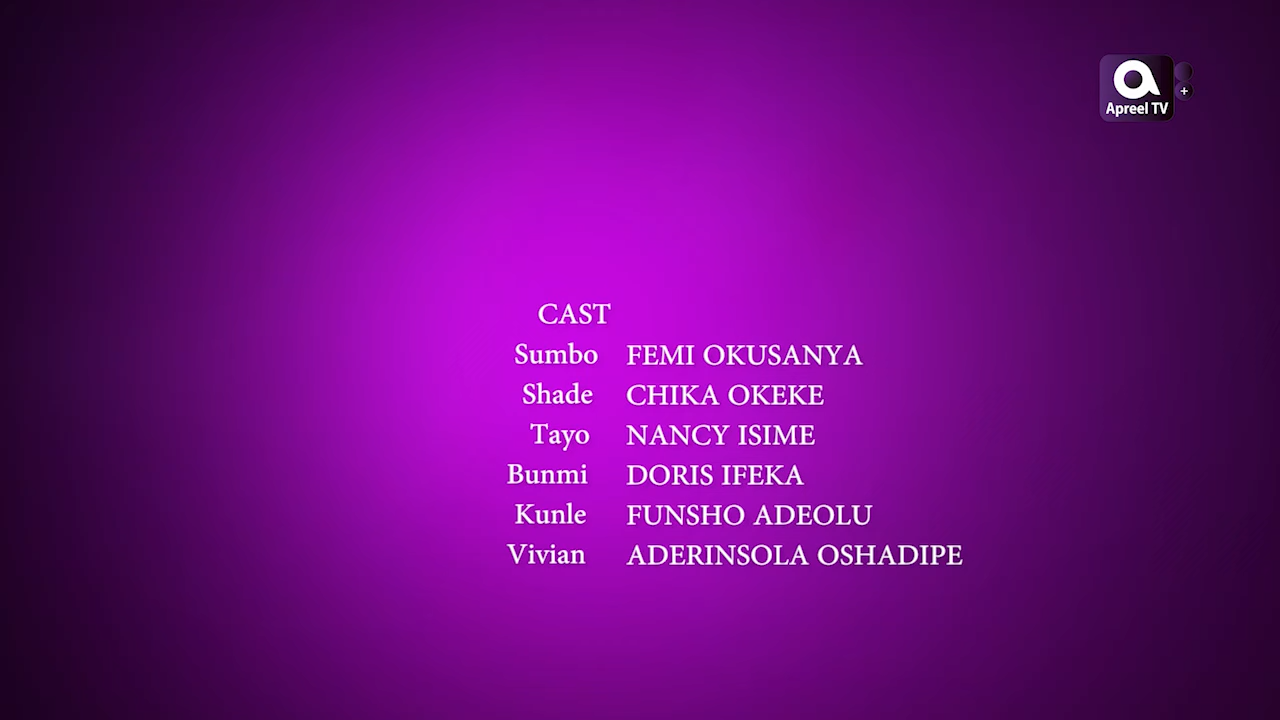 Apreel TV
+
CAST
Sumbo FEMI OKUSANYA
Shade CHIKA OKEKE
Tayo NANCY ISIME
Bunmi DORIS IFEKA
Kunle FUNSHO ADEOLU
Vivian ADERINSOLA OSHADIPE